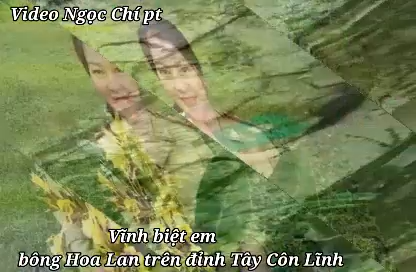 Video Ngọc Chí pt
Vĩnh biệt em
bông Hoa Lan trên đỉnh Tây Côn Lĩnh